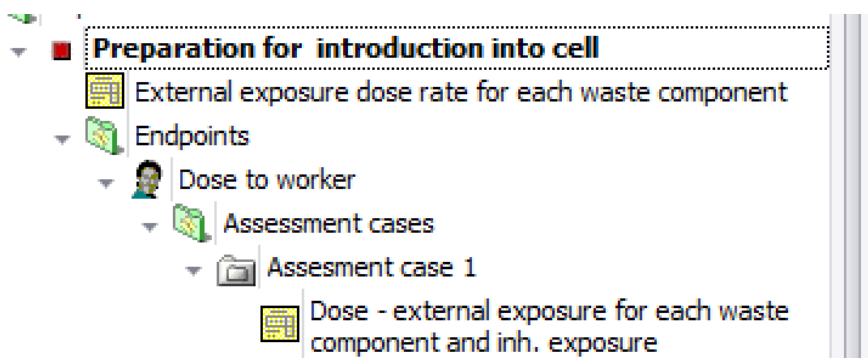 Preparation for introduction into cell
External exposure dose rate for each waste component
Endpoints
Dose to worker
Assessment cases
Assesment case 1
Dose - external exposure for each waste
component and inh. exposure